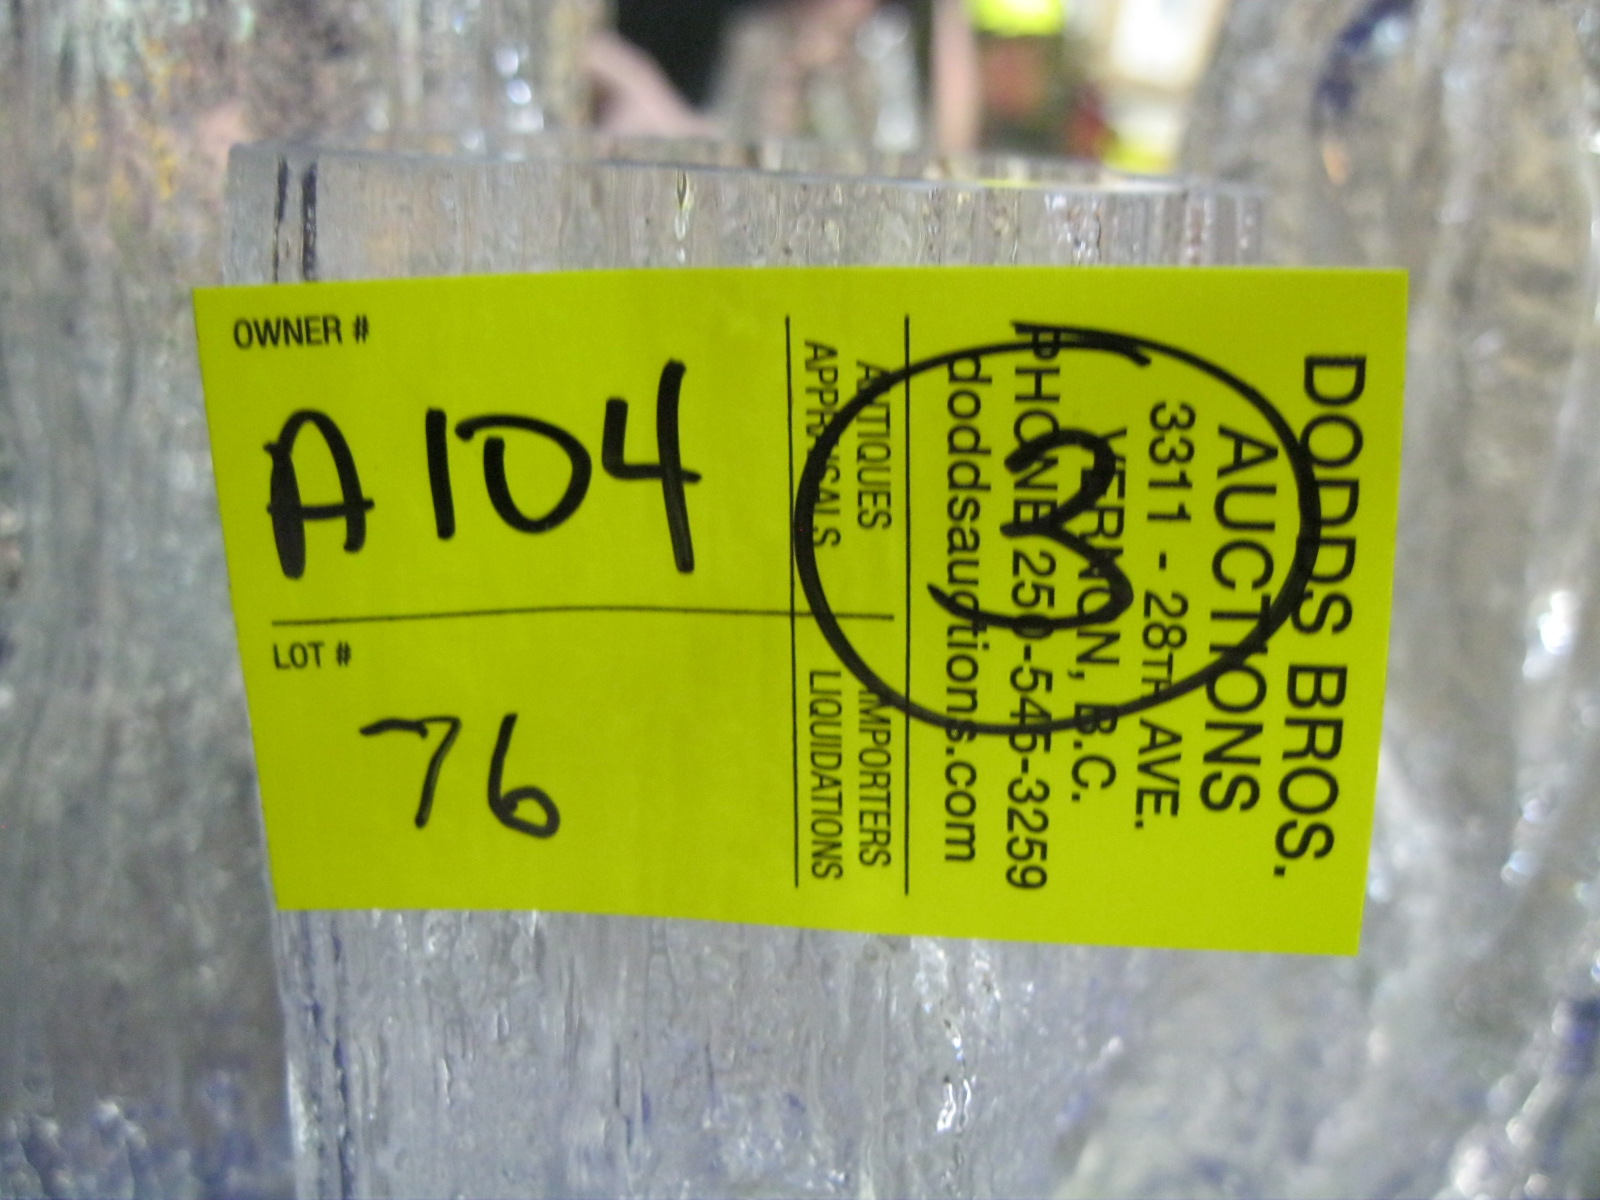 DODDS BROS.
AUCTIONS
3311 - 28TH AVE.
VERNON, B.C.
PHONE 250-545-3259
doddsauctions.com
3
ANTIQUES IMPORTERS
APPRAISALS LIQUIDATIONS
OWNER #
A104
LOT #
76